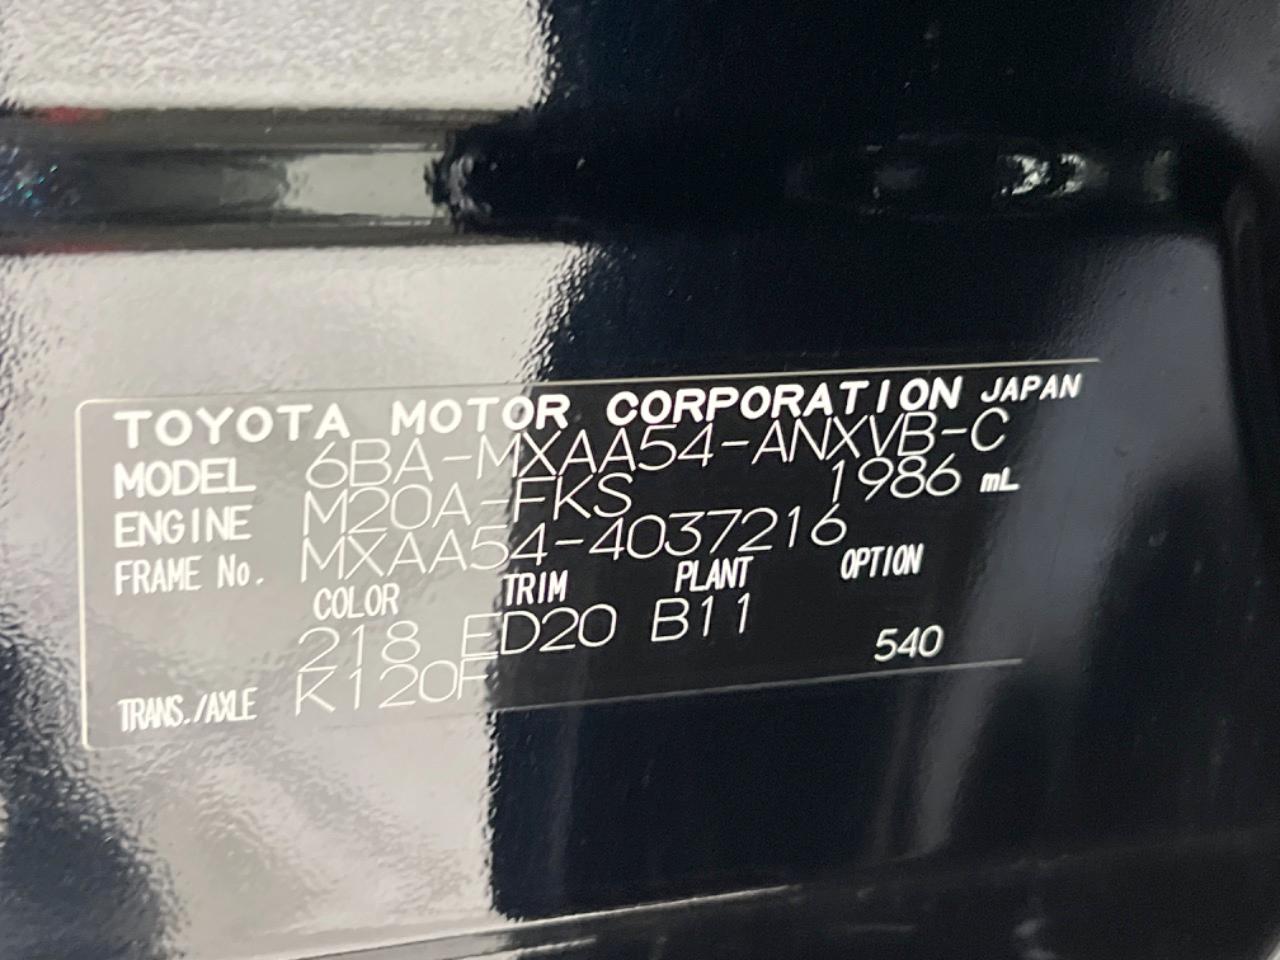 TOYOTA MOTOR CORPORATION JAPAN
MODEL 6BA-MXAA54-ANXVB-C
ENGINE M20A-FKS 1986 mL
FRAME No. MXAA54-4037216
COLOR TRIM PLANT OPTION
218 ED20 B11
540
TRANS./AXLE K120F